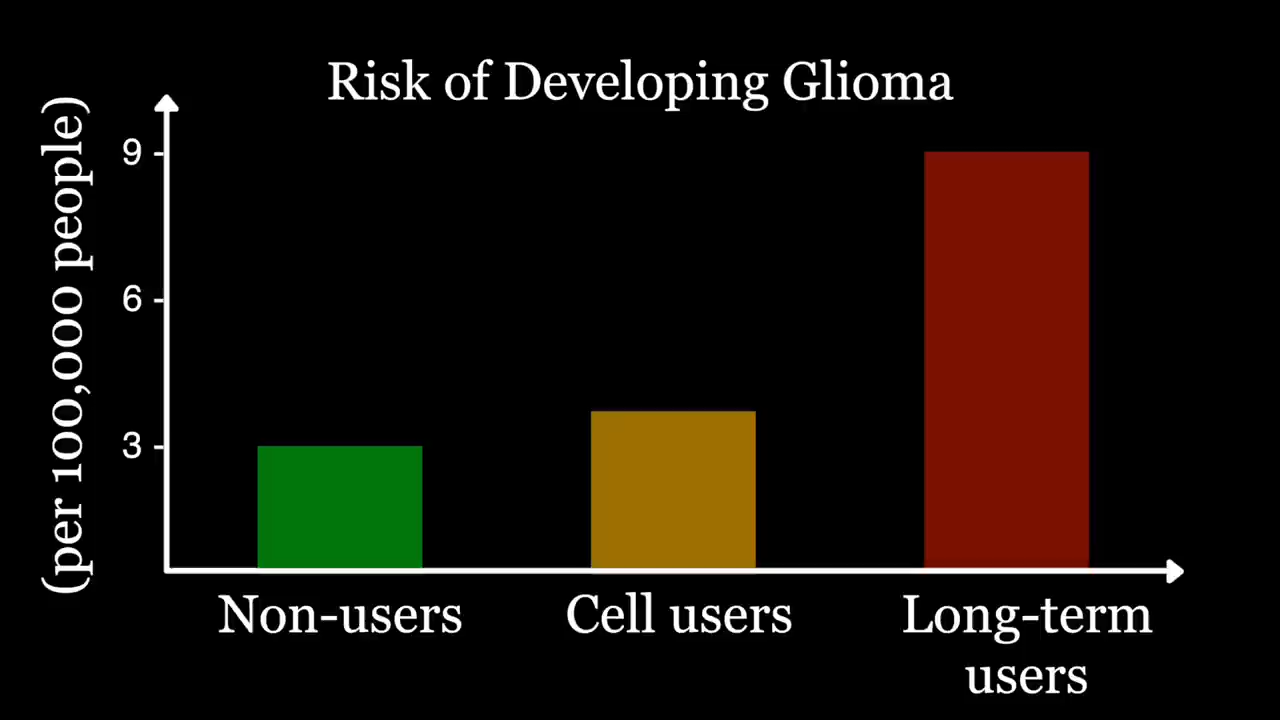 Risk of Developing Glioma
(per 100,000 people)
9
6
3
Non-users
Cell users
Long-term
users